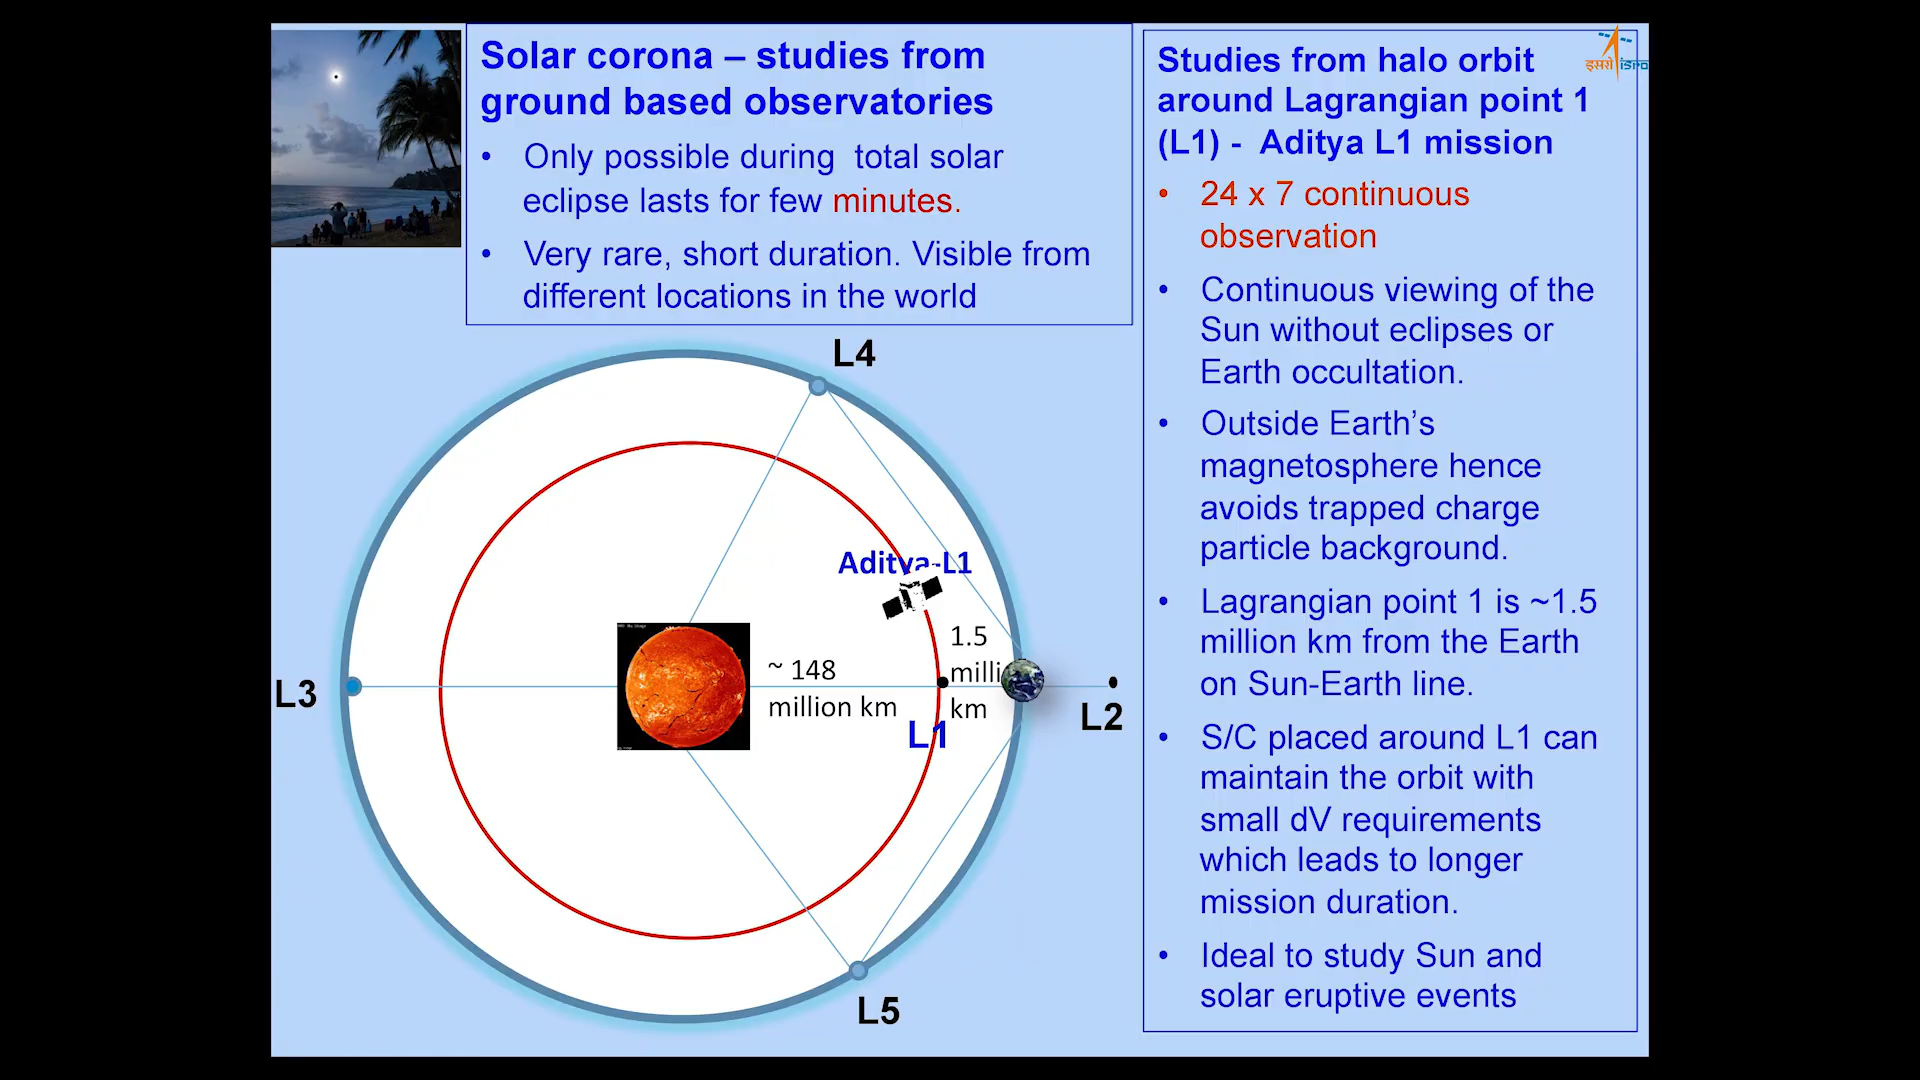 Solar corona – studies from
ground based observatories
• Only possible during total solar
eclipse lasts for few minutes.
• Very rare, short duration. Visible from
different locations in the world
Studies from halo orbit
around Lagrangian point 1
(L1) - Aditya L1 mission
इसरो isro
• 24 x 7 continuous
observation
• Continuous viewing of the
Sun without eclipses or
Earth occultation.
• Outside Earth’s
magnetosphere hence
avoids trapped charge
particle background.
• Lagrangian point 1 is ~1.5
million km from the Earth
on Sun-Earth line.
• S/C placed around L1 can
maintain the orbit with
small dV requirements
which leads to longer
mission duration.
• Ideal to study Sun and
solar eruptive events
L4
Aditya-L1
1.5
milli
km
~ 148
million km
L3
L1
L2
L5